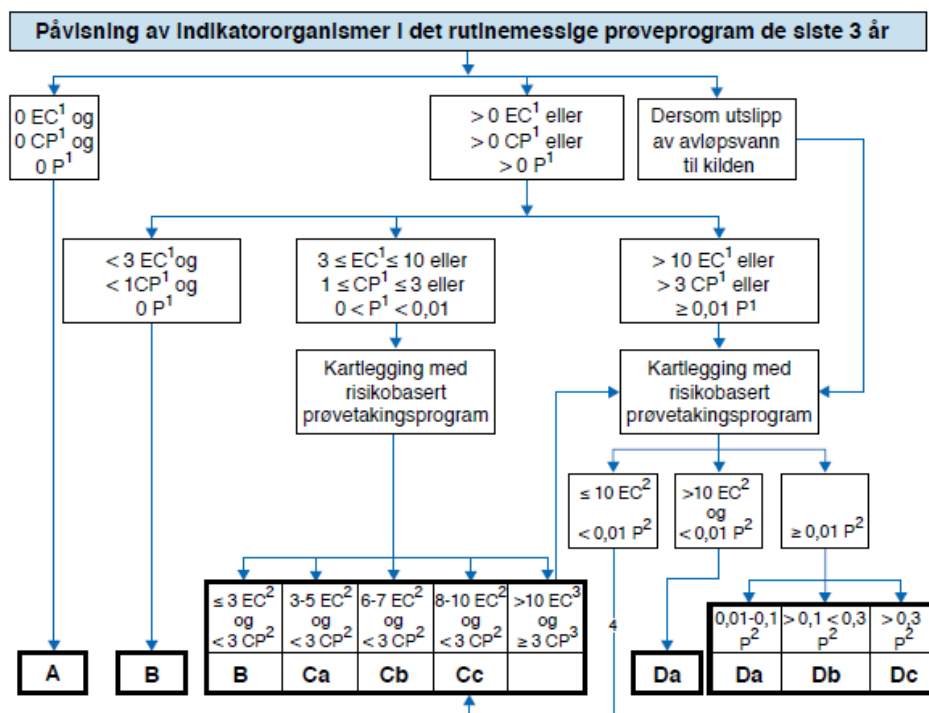 Påvisning av indikatororganismer i det rutinemessige prøveprogram de siste 3 år
0 EC¹ og
0 CP¹ og
0 P¹
> 0 EC¹ eller
> 0 CP¹ eller
> 0 P¹
Dersom utslipp
av avløpsvann
til kilden
< 3 EC¹og
< 1CP¹ og
0 P¹
3 ≤ EC¹≤ 10 eller
1 ≤ CP¹ ≤ 3 eller
0 < P¹ < 0,01
> 10 EC¹ eller
> 3 CP¹ eller
≥ 0,01 P¹
Kartlegging med
risikobasert
prøvetakingsprogram
Kartlegging med
risikobasert
prøvetakingsprogram
≤ 10 EC²
< 0,01 P²
>10 EC²
og
< 0,01 P²
≥ 0,01 P²
≤ 3 EC²
og
< 3 CP²
3-5 EC²
og
< 3 CP²
6-7 EC²
og
< 3 CP²
8-10 EC²
og
< 3 CP²
>10 EC³
og
≥ 3 CP³
4
0,01-0,1
P²
> 0,1 < 0,3
P²
> 0,3
P²
A
B
B
Ca
Cb
Cc
Da
Da
Db
Dc